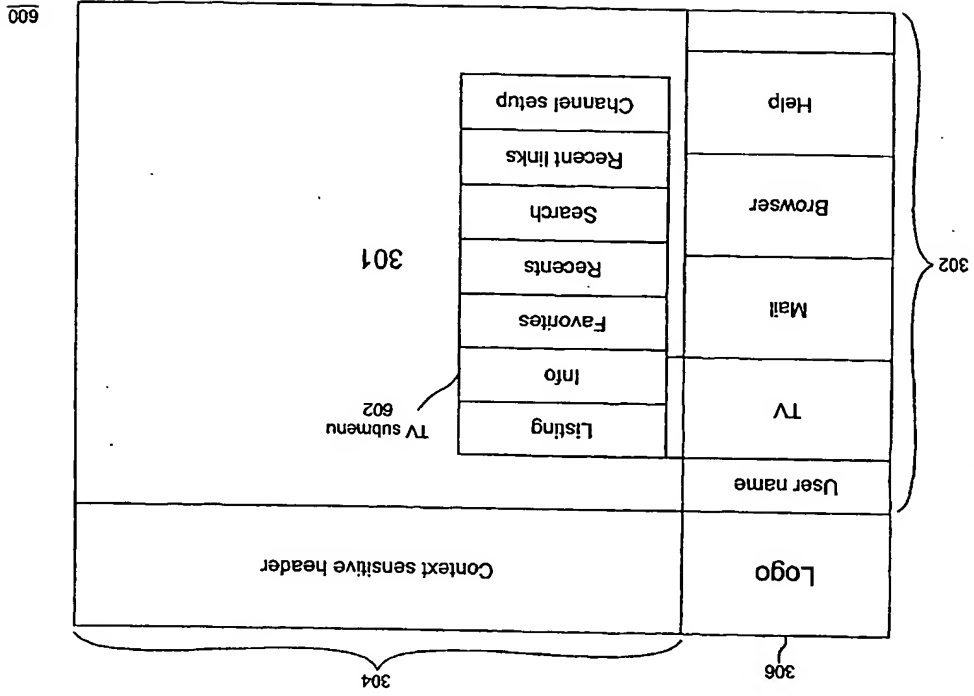 306
304
Logo
Context sensitive header
User name
302
TV
Mail
Browser
Help
Listing
Info
Favorites
Recents
Search
Recent links
Channel setup
TV submenu
602
301
600